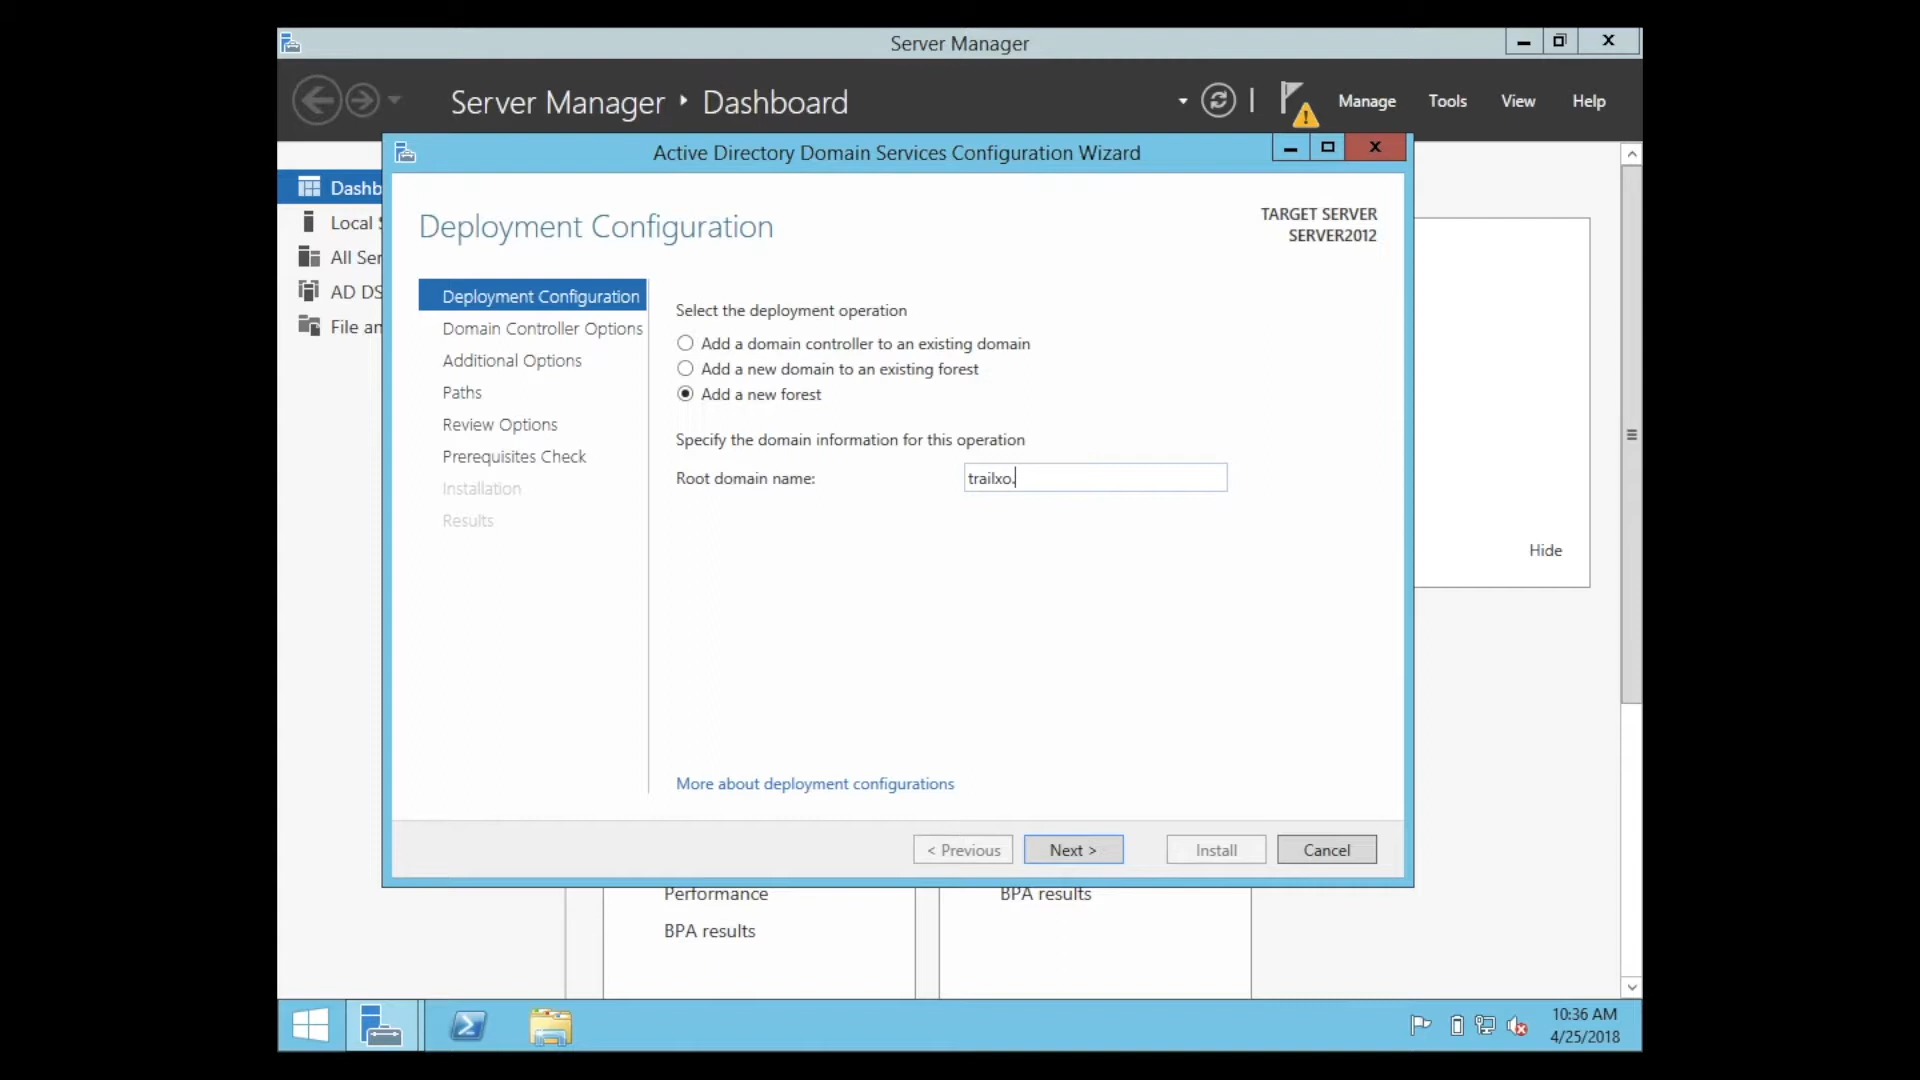 Server Manager
Server Manager
Dashboard
Manage
Tools
View
Help
Active Directory Domain Services Configuration Wizard
Dashb
Local S
All Ser
AD DS
File an
Deployment Configuration
TARGET SERVER
SERVER2012
Deployment Configuration
Domain Controller Options
Additional Options
Paths
Review Options
Prerequisites Check
Installation
Results
Select the deployment operation
Add a domain controller to an existing domain
Add a new domain to an existing forest
Add a new forest
Specify the domain information for this operation
Root domain name:
trailxo.
More about deployment configurations
< Previous
Next >
Install
Cancel
Hide
Performance
BPA results
BPA results
10:36 AM
4/25/2018